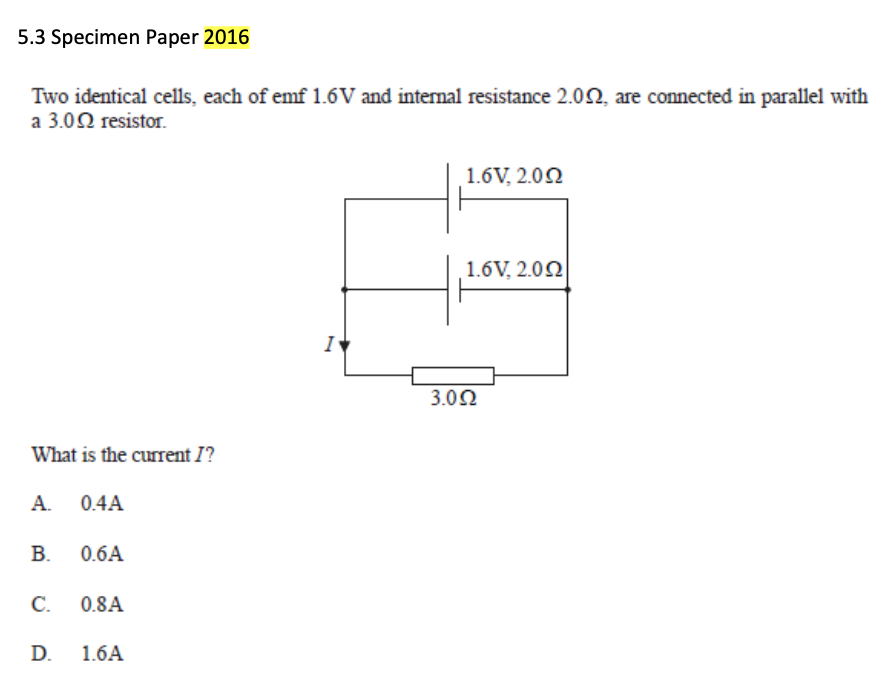 5.3 Specimen Paper 2016
Two identical cells, each of emf 1.6V and internal resistance 2.0Ω, are connected in parallel with
a 3.0Ω resistor.
1.6V, 2.0Ω
1.6V, 2.0Ω
I
3.0Ω
What is the current I?
A. 0.4A
B. 0.6A
C. 0.8A
D. 1.6A